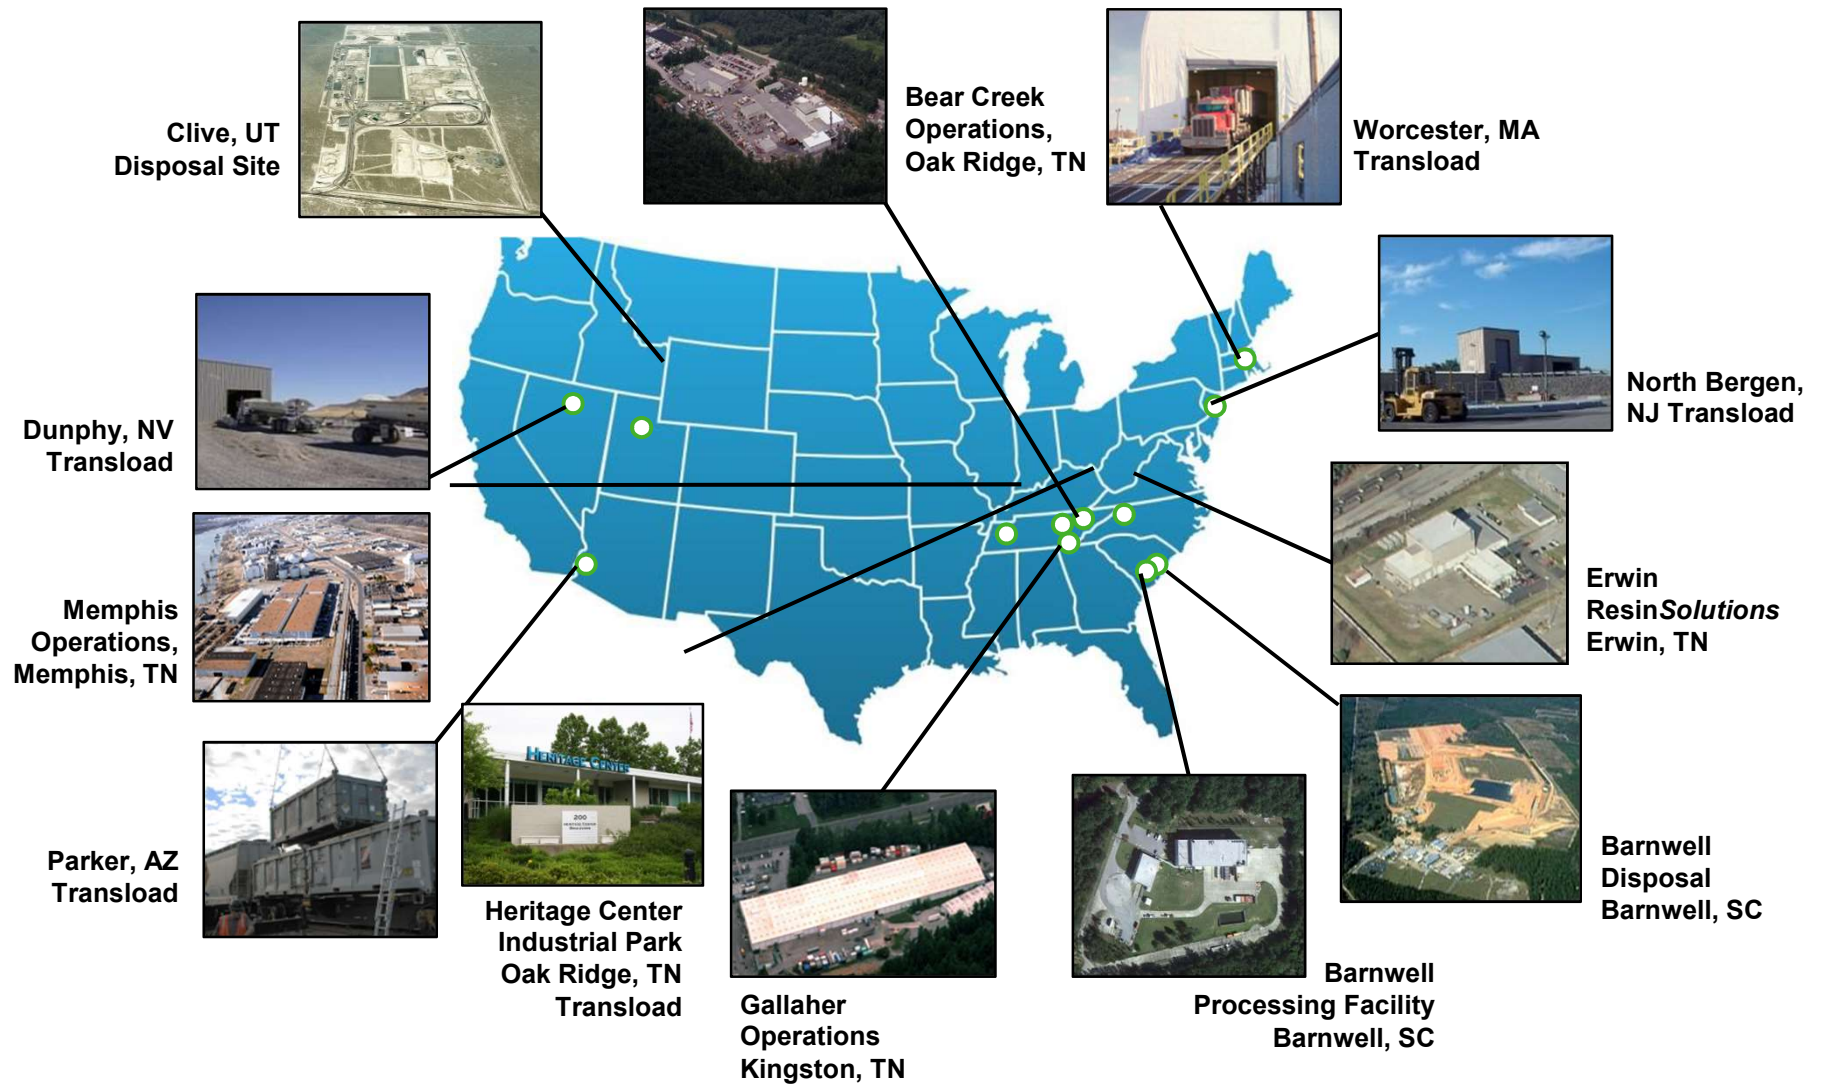 Clive, UT
Disposal Site
Bear Creek
Operations,
Oak Ridge, TN
Worcester, MA
Transload
North Bergen,
NJ Transload
Dunphy, NV
Transload
Memphis
Operations,
Memphis, TN
Erwin
ResinSolutions
Erwin, TN
Parker, AZ
Transload
HERITAGE CENTER
200
Heritage Center
Industrial Park
Oak Ridge, TN
Transload
Gallaher
Operations
Kingston, TN
Barnwell
Processing Facility
Barnwell, SC
Barnwell
Disposal
Barnwell, SC